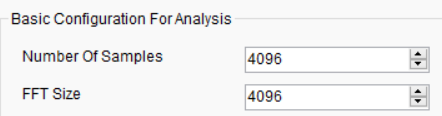 Basic Configuration For Analysis
Number Of Samples 4096
FFT Size 4096